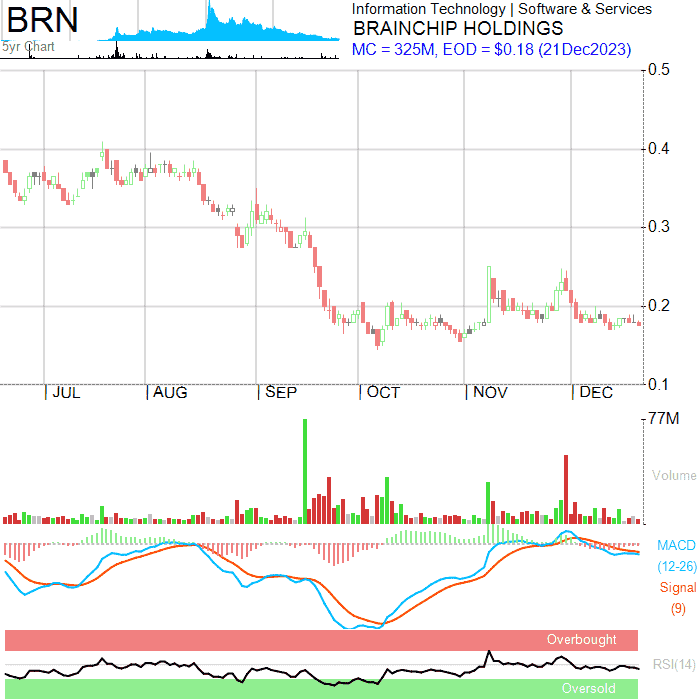 BRN
5yr Chart
Information Technology | Software & Services
BRAINCHIP HOLDINGS
MC = 325M, EOD = $0.18 (21Dec2023)
0.5
0.4
0.3
0.2
0.1
JUL
AUG
SEP
OCT
NOV
DEC
77M
Volume
MACD
(12-26)
Signal
(9)
Overbought
RSI(14)
Oversold